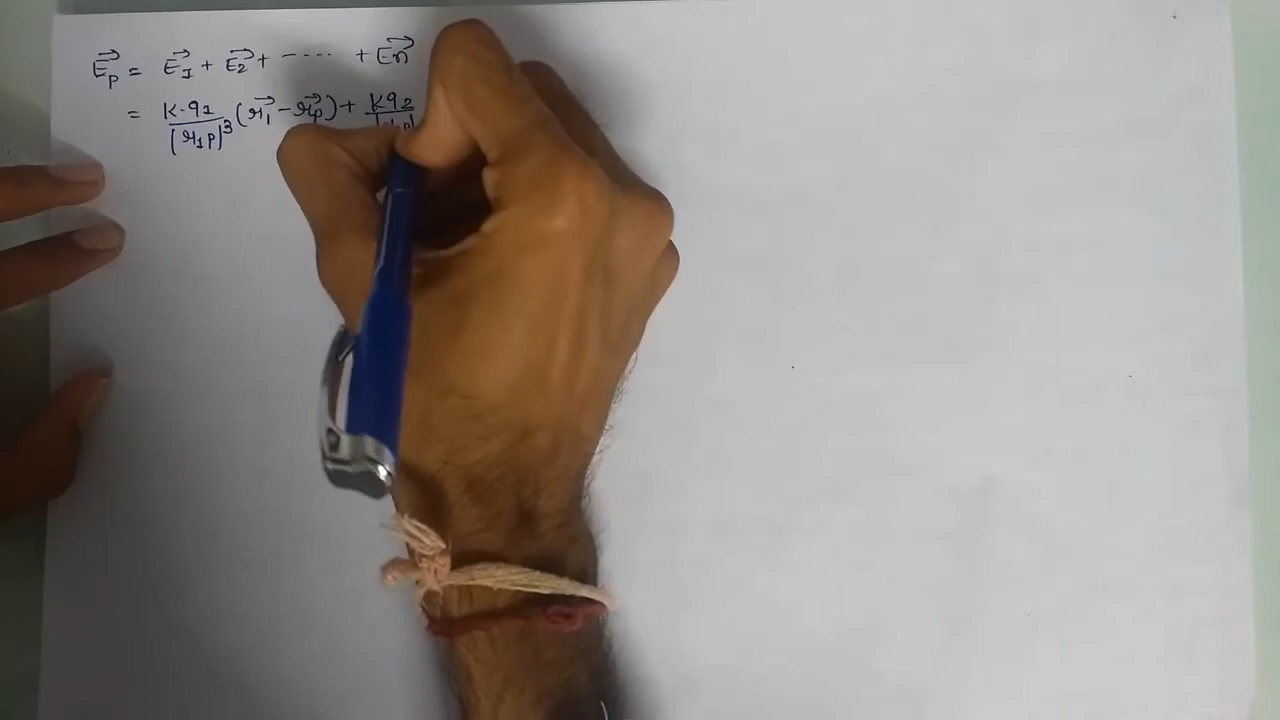 E⃗p = E⃗1 + E⃗2 + ---- + E⃗n
= K·q1/|r1p|³ (r⃗1 - r⃗p) + Kq2